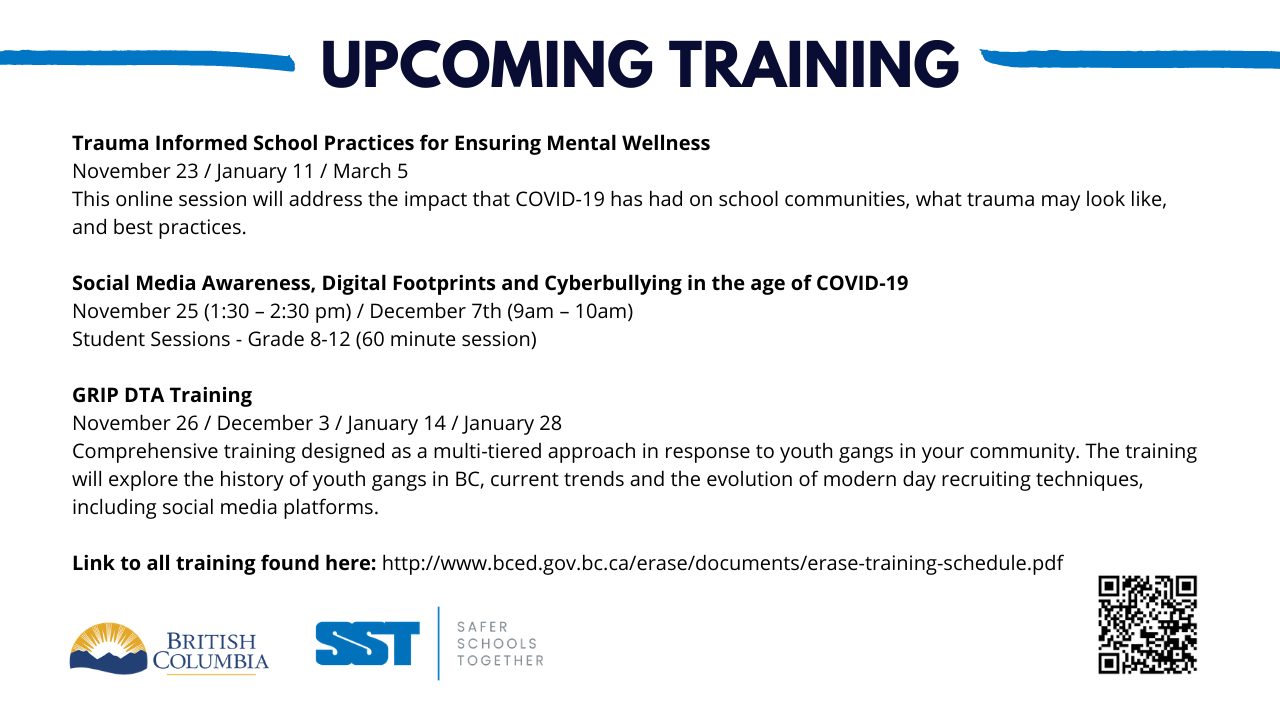 UPCOMING TRAINING
Trauma Informed School Practices for Ensuring Mental Wellness
November 23 / January 11 / March 5
This online session will address the impact that COVID-19 has had on school communities, what trauma may look like,
and best practices.
Social Media Awareness, Digital Footprints and Cyberbullying in the age of COVID-19
November 25 (1:30 – 2:30 pm) / December 7th (9am – 10am)
Student Sessions - Grade 8-12 (60 minute session)
GRIP DTA Training
November 26 / December 3 / January 14 / January 28
Comprehensive training designed as a multi-tiered approach in response to youth gangs in your community. The training
will explore the history of youth gangs in BC, current trends and the evolution of modern day recruiting techniques,
including social media platforms.
Link to all training found here: http://www.bced.gov.bc.ca/erase/documents/erase-training-schedule.pdf
BRITISH
COLUMBIA
SST
SAFER
SCHOOLS
TOGETHER